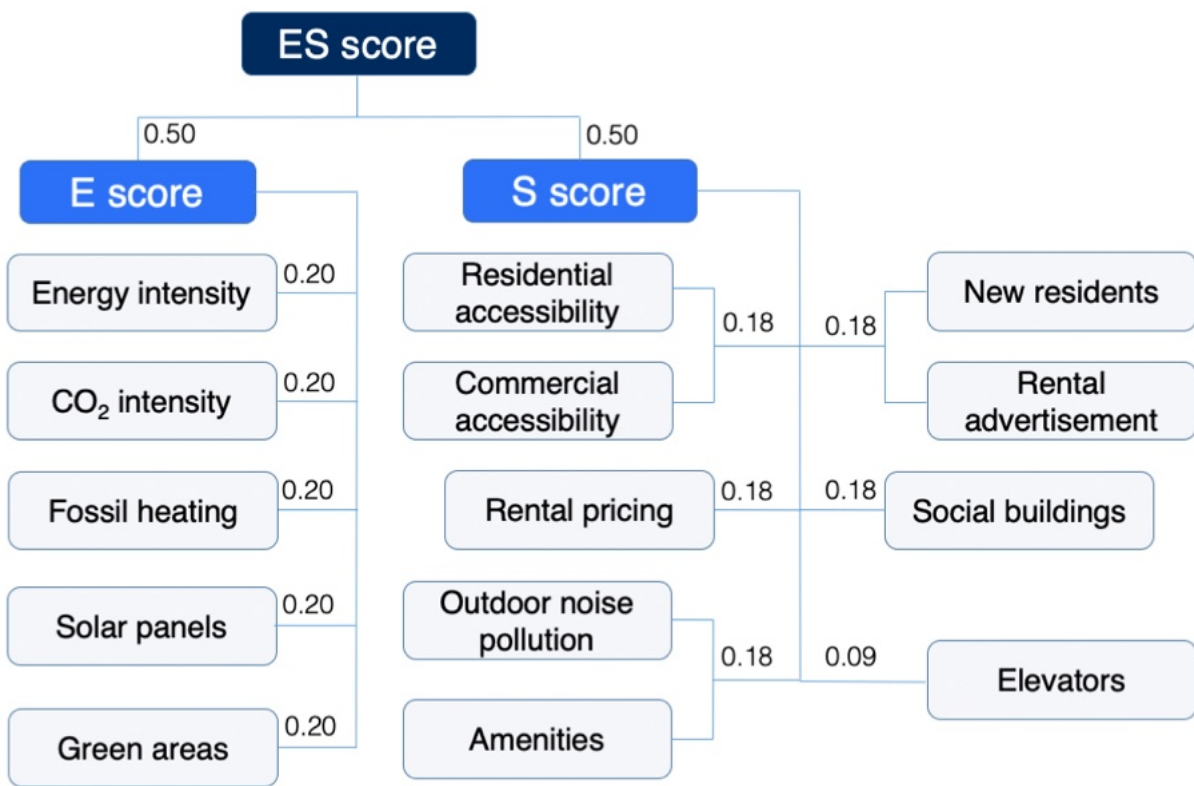 ES score
0.50
0.50
E score
S score
Energy intensity
0.20
CO₂ intensity
0.20
Fossil heating
0.20
Solar panels
0.20
Green areas
0.20
Residential
accessibility
Commercial
accessibility
0.18
Rental pricing
0.18
Outdoor noise
pollution
Amenities
0.18
0.18
New residents
Rental
advertisement
0.18
Social buildings
0.09
Elevators